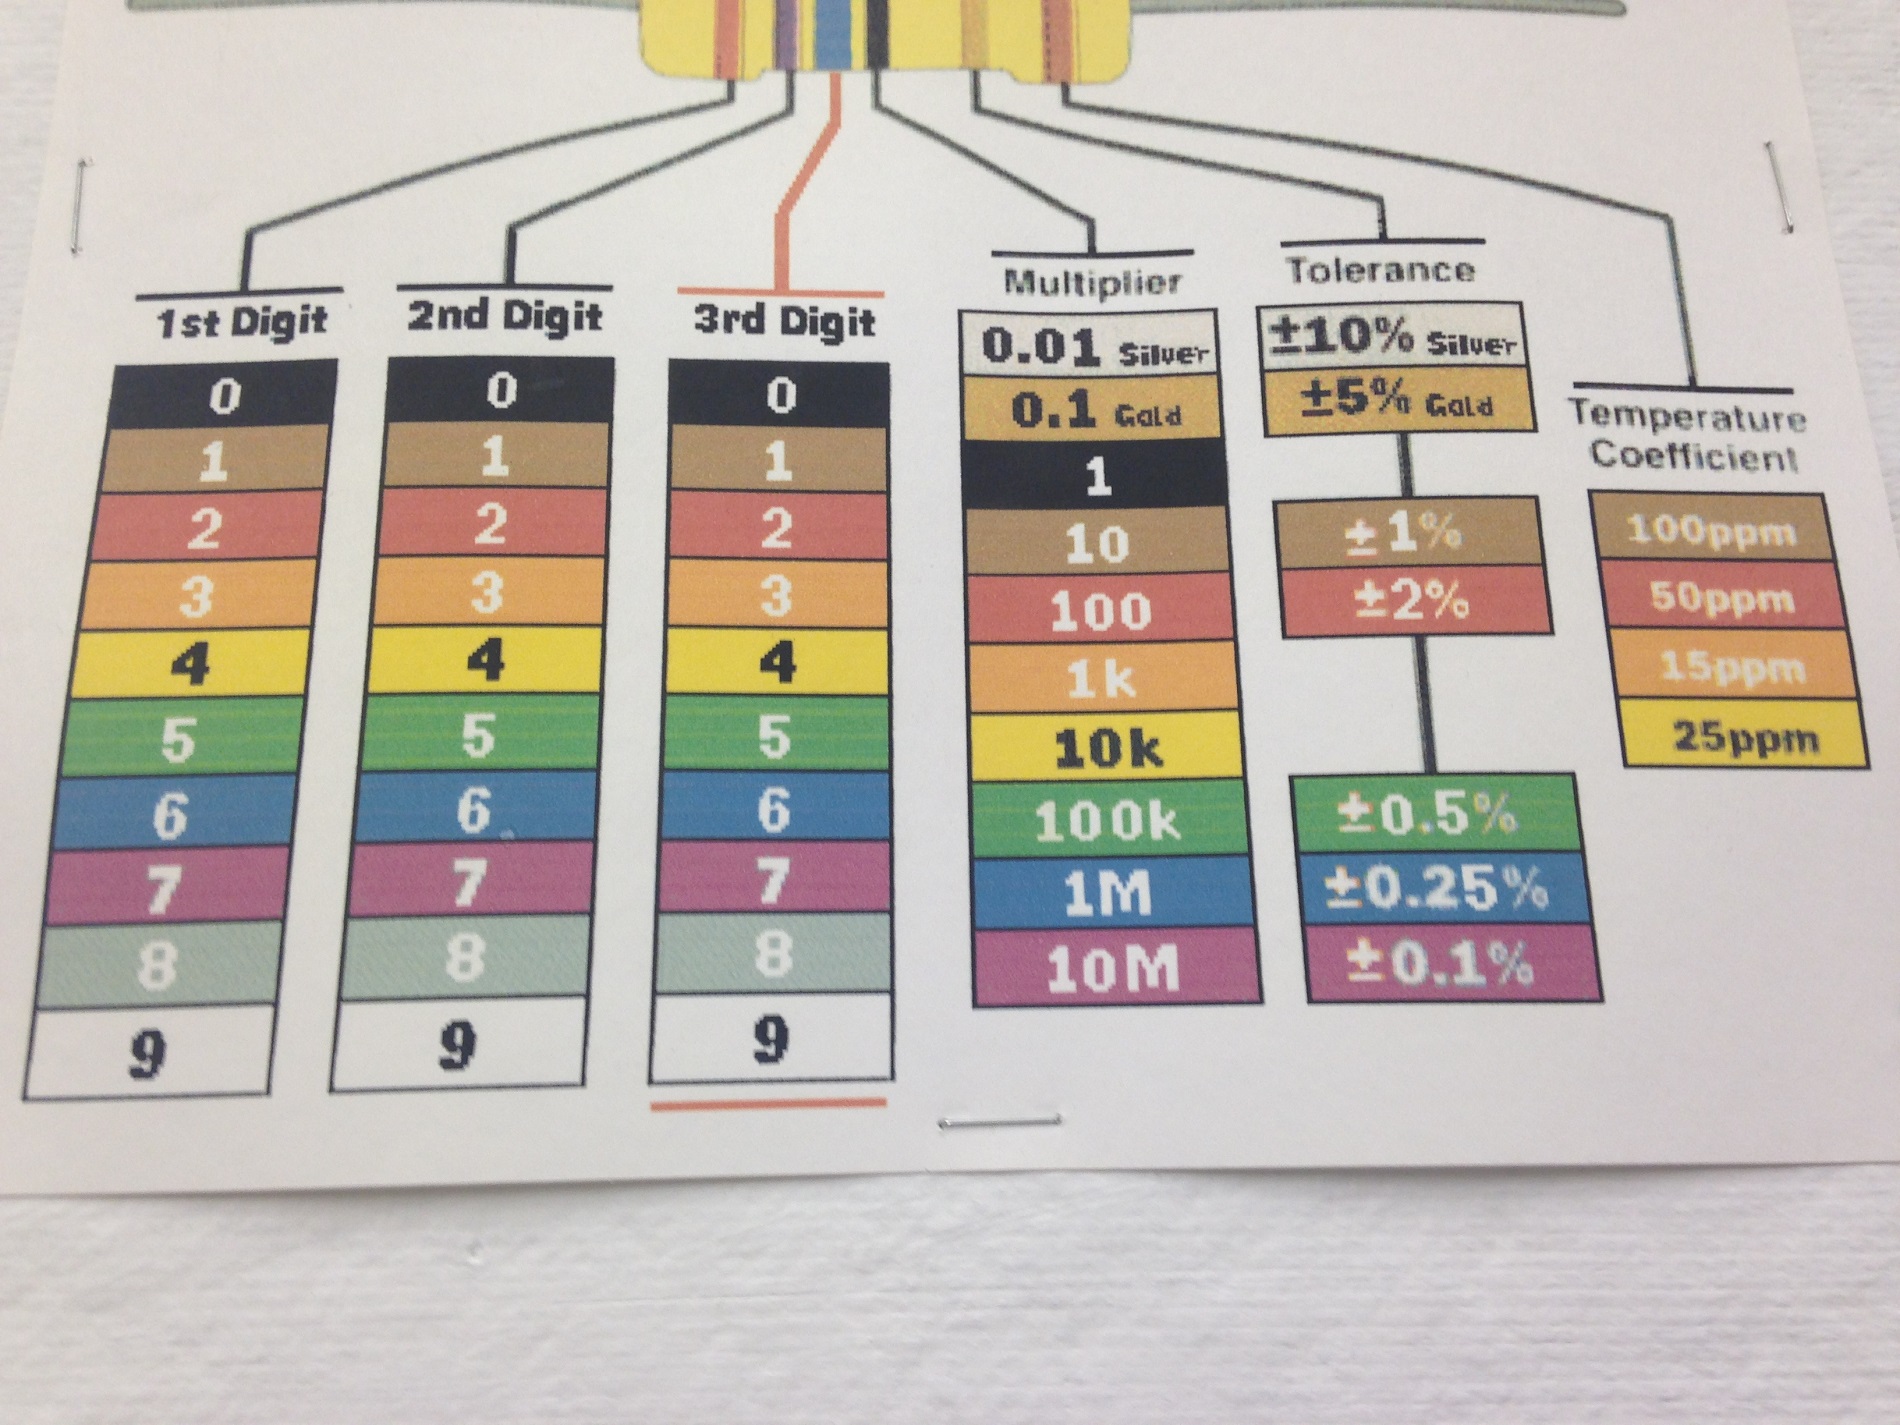 1st Digit
0
1
2
3
4
5
6
7
8
9
2nd Digit
0
1
2
3
4
5
6
7
8
9
3rd Digit
0
1
2
3
4
5
6
7
8
9
Multiplier
0.01 Silver
0.1 Gold
1
10
100
1k
10k
100k
1M
10M
Tolerance
±10% Silver
±5% Gold
±1%
±2%
±0.5%
±0.25%
±0.1%
Temperature
Coefficient
100ppm
50ppm
15ppm
25ppm